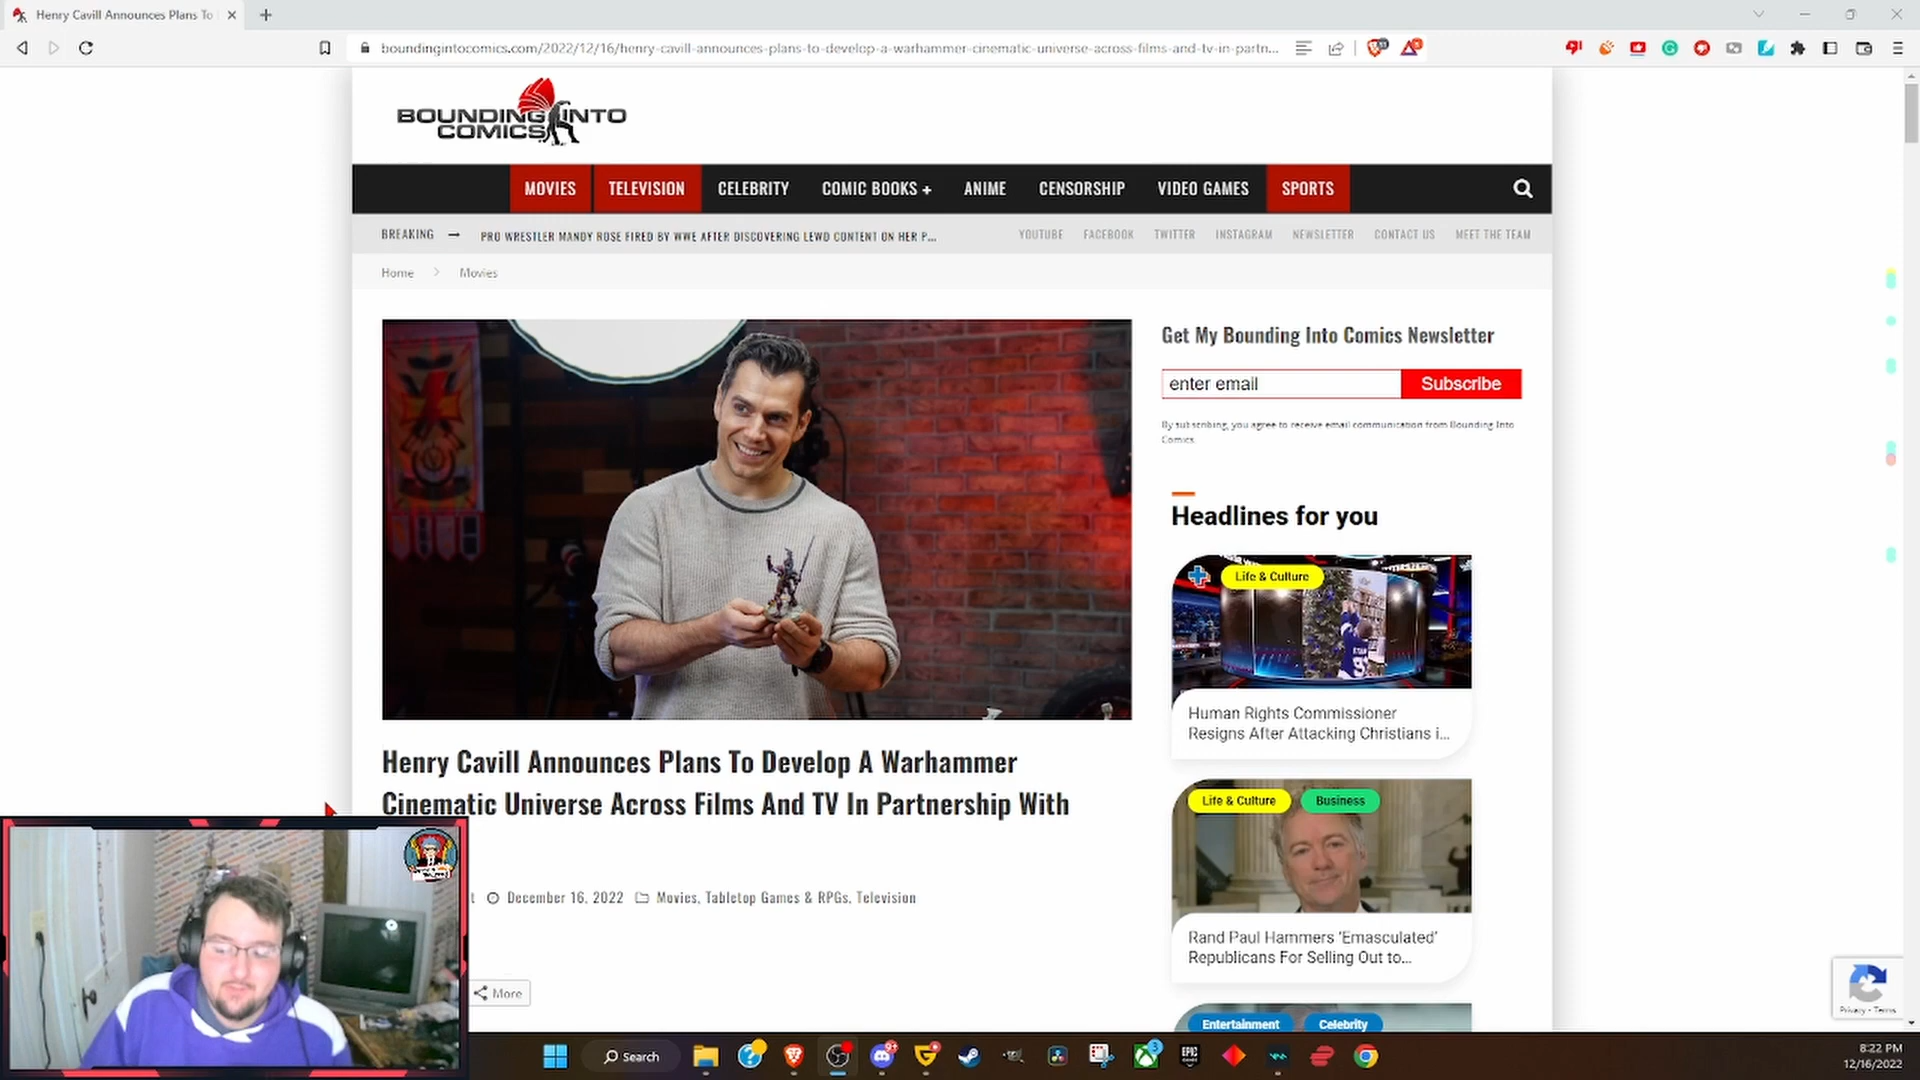 Henry Cavill Announces Plans To
boundingintocomics.com/2022/12/16/henry-cavill-announces-plans-to-develop-a-warhammer-cinematic-universe-across-films-and-tv-in-partn...
BOUNDING INTO
COMICS
MOVIES TELEVISION CELEBRITY COMIC BOOKS + ANIME CENSORSHIP VIDEO GAMES SPORTS
BREAKING → PRO WRESTLER MANDY ROSE FIRED BY WWE AFTER DISCOVERING LEWD CONTENT ON HER P...
YOUTUBE FACEBOOK TWITTER INSTAGRAM NEWSLETTER CONTACT US MEET THE TEAM
Home > Movies
Get My Bounding Into Comics Newsletter
enter email Subscribe
By subscribing, you agree to receive email communication from Bounding Into
Comics
Headlines for you
Life & Culture
Human Rights Commissioner
Resigns After Attacking Christians i...
Life & Culture Business
Rand Paul Hammers 'Emasculated'
Republicans For Selling Out to...
Entertainment Celebrity
Henry Cavill Announces Plans To Develop A Warhammer
Cinematic Universe Across Films And TV In Partnership With
t December 16, 2022 Movies, Tabletop Games & RPGs, Television
More
Privacy - Terms
Search
EPIC
8:22 PM
12/16/2022